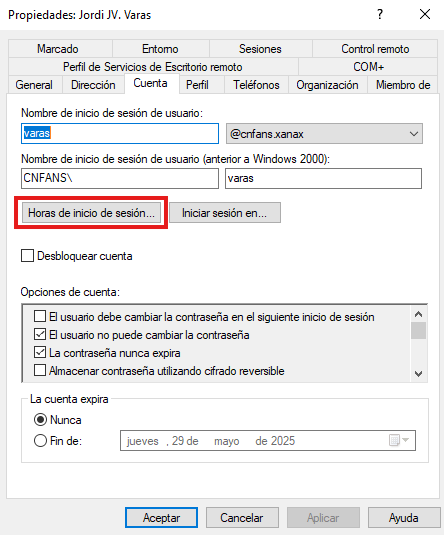 Propiedades: Jordi JV. Varas
Marcado Entorno Sesiones Control remoto
Perfil de Servicios de Escritorio remoto COM+
General Dirección Cuenta Perfil Teléfonos Organización Miembro de
Nombre de inicio de sesión de usuario:
varas @cnfans.xanax
Nombre de inicio de sesión de usuario (anterior a Windows 2000):
CNFANS\ varas
Horas de inicio de sesión... Iniciar sesión en...
Desbloquear cuenta
Opciones de cuenta:
El usuario debe cambiar la contraseña en el siguiente inicio de sesión
El usuario no puede cambiar la contraseña
La contraseña nunca expira
Almacenar contraseña utilizando cifrado reversible
La cuenta expira
Nunca
Fin de: jueves , 29 de mayo de 2025
Aceptar Cancelar Aplicar Ayuda